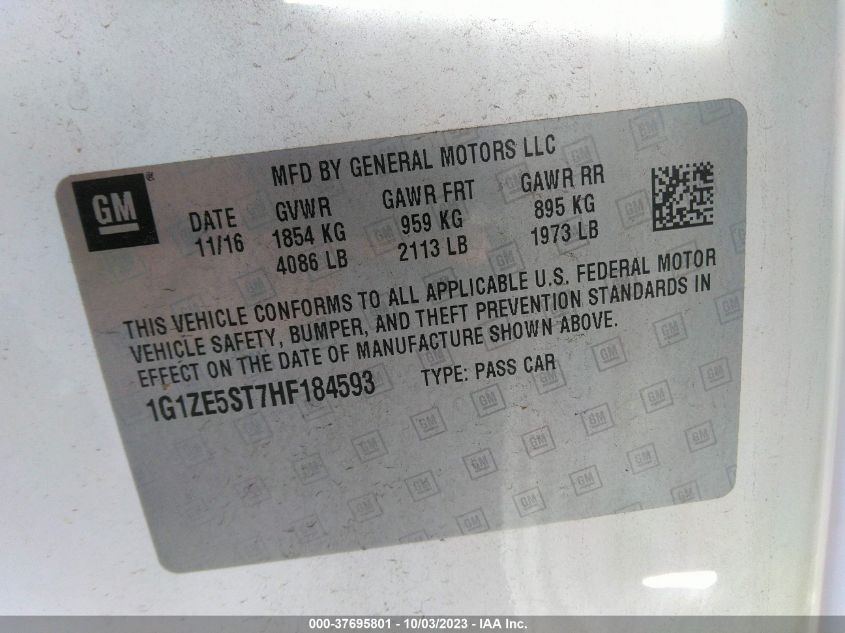 MFD BY GENERAL MOTORS LLC
GM ®
DATE GVWR GAWR FRT GAWR RR
11/16 1854 KG 959 KG 895 KG
4086 LB 2113 LB 1973 LB
THIS VEHICLE CONFORMS TO ALL APPLICABLE U.S. FEDERAL MOTOR
VEHICLE SAFETY, BUMPER, AND THEFT PREVENTION STANDARDS IN
EFFECT ON THE DATE OF MANUFACTURE SHOWN ABOVE.
1G1ZE5ST7HF184593 TYPE: PASS CAR
000-37695801 - 10/03/2023 - IAA Inc.